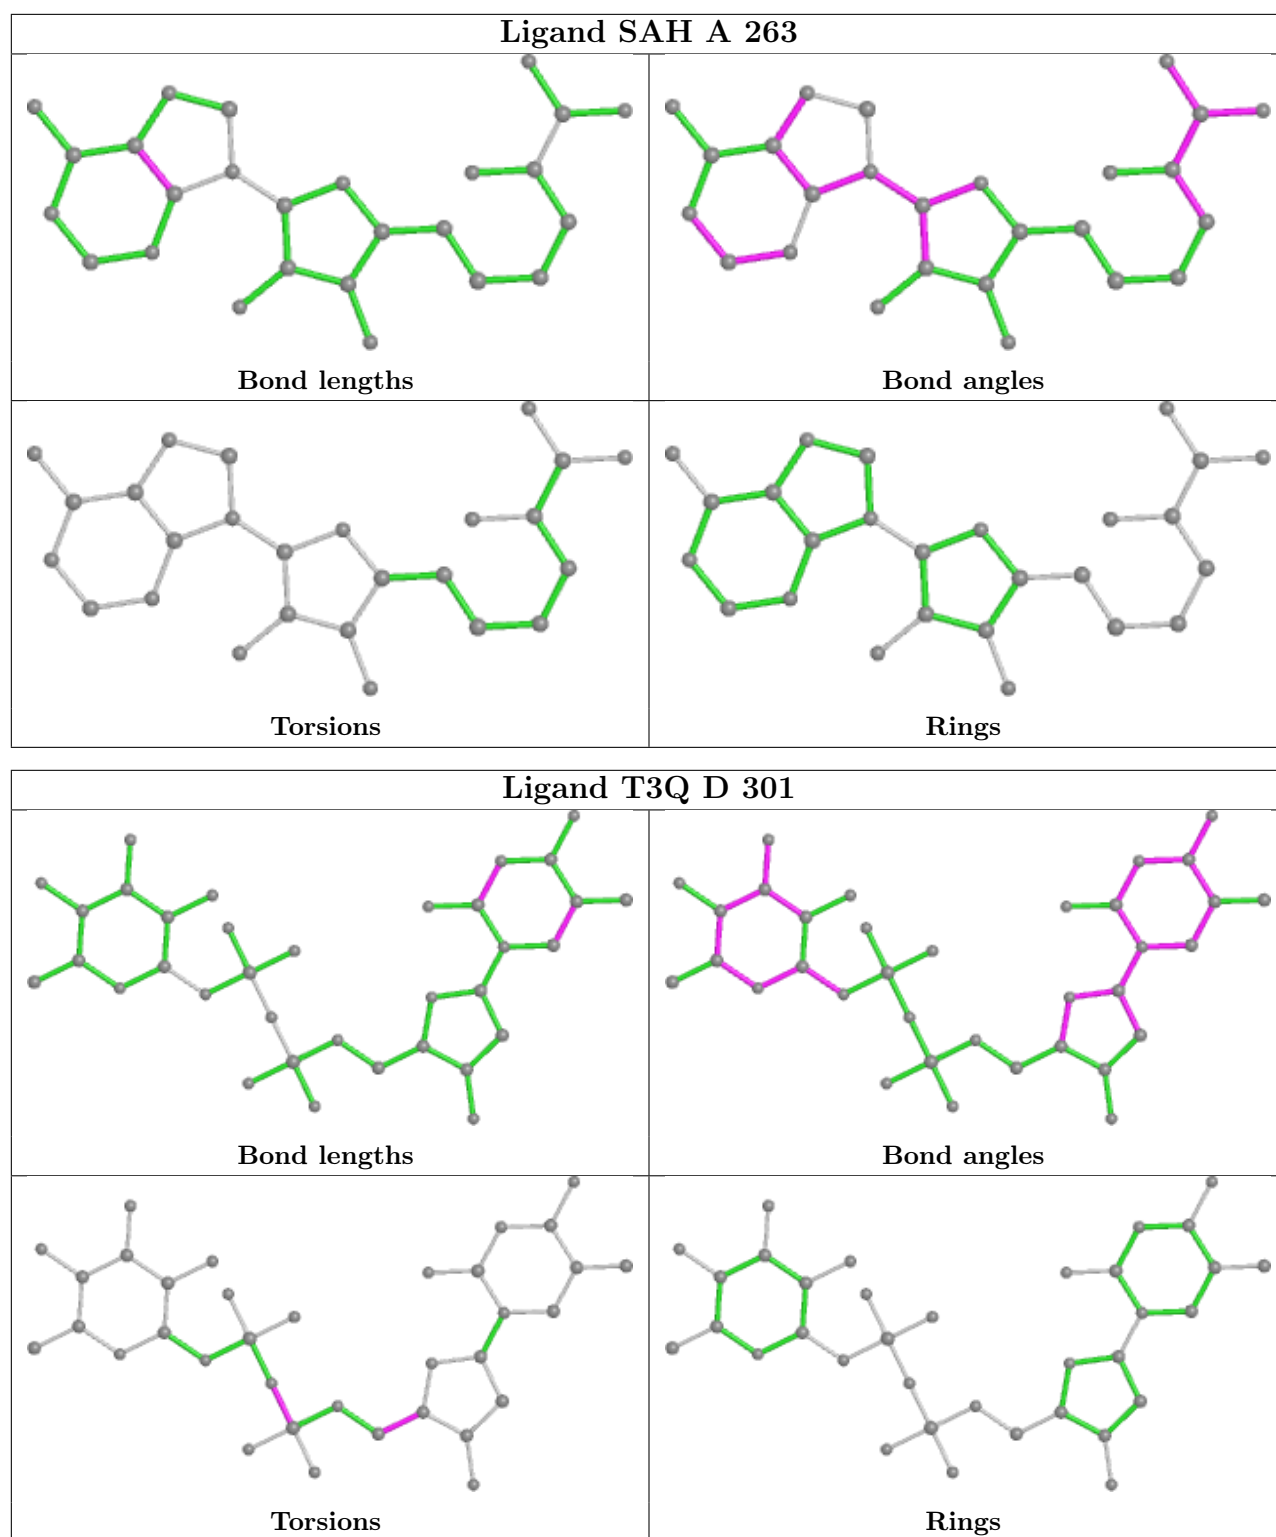 Ligand SAH A 263
Bond lengths
Bond angles
Torsions
Rings
Ligand T3Q D 301
Bond lengths
Bond angles
Torsions
Rings